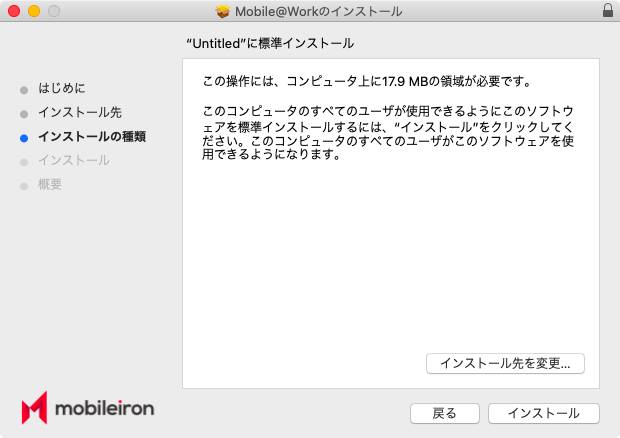 Mobile@Workのインストール
“Untitled”に標準インストール
はじめに
インストール先
インストールの種類
インストール
概要
この操作には、コンピュータ上に17.9 MBの領域が必要です。
このコンピュータのすべてのユーザが使用できるようにこのソフトウ
ェアを標準インストールするには、“インストール”をクリックしてく
ださい。このコンピュータのすべてのユーザがこのソフトウェアを使
用できるようになります。
インストール先を変更...
mobileiron
戻る
インストール